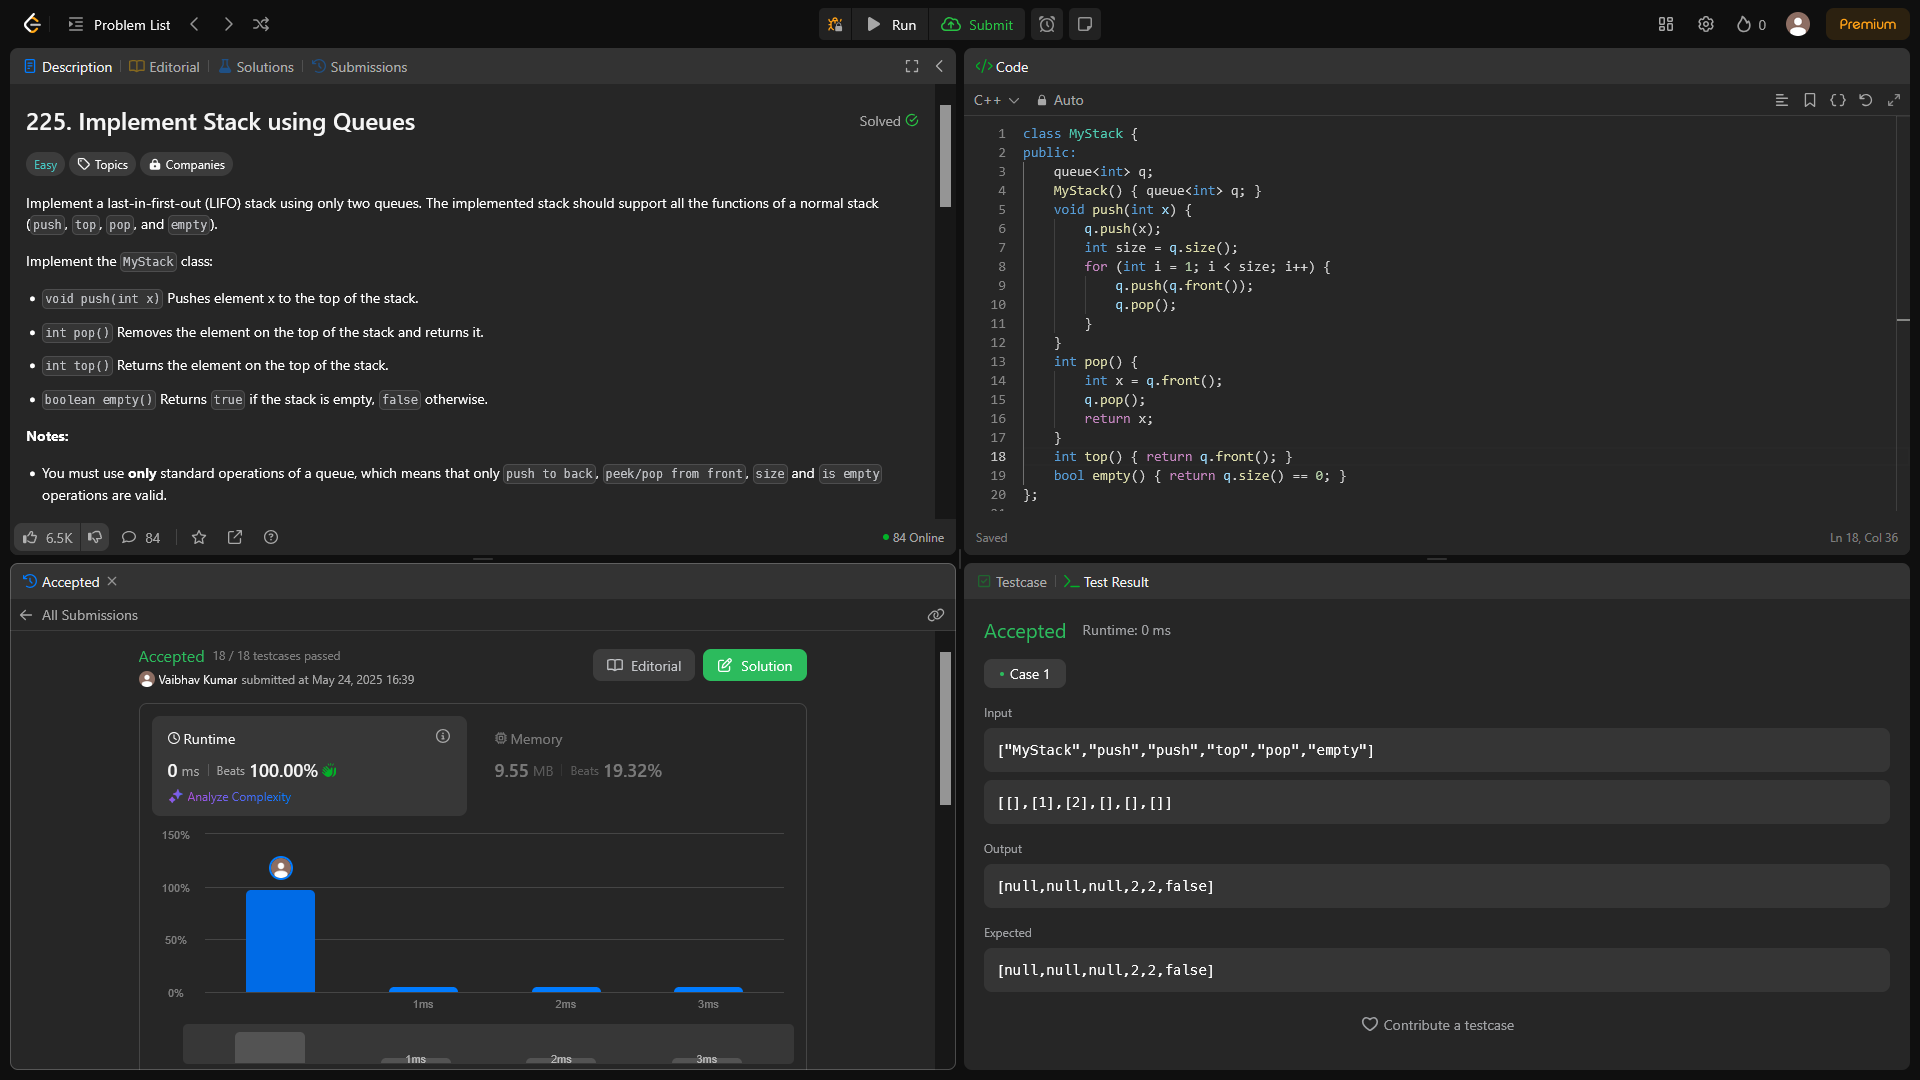 Problem List
Run
Submit
0
Premium
Description
Editorial
Solutions
Submissions
225. Implement Stack using Queues
Solved
Easy
Topics
Companies
Implement a last-in-first-out (LIFO) stack using only two queues. The implemented stack should support all the functions of a normal stack
(push, top, pop, and empty).
Implement the MyStack class:
• void push(int x) Pushes element x to the top of the stack.
• int pop() Removes the element on the top of the stack and returns it.
• int top() Returns the element on the top of the stack.
• boolean empty() Returns true if the stack is empty, false otherwise.
Notes:
• You must use only standard operations of a queue, which means that only push to back, peek/pop from front, size and is empty
operations are valid.
6.5K
84
84 Online
Code
C++
Auto
1 class MyStack {
2 public:
3     queue<int> q;
4     MyStack() { queue<int> q; }
5     void push(int x) {
6         q.push(x);
7         int size = q.size();
8         for (int i = 1; i < size; i++) {
9             q.push(q.front());
10             q.pop();
11         }
12     }
13     int pop() {
14         int x = q.front();
15         q.pop();
16         return x;
17     }
18     int top() { return q.front(); }
19     bool empty() { return q.size() == 0; }
20 };
Saved
Ln 18, Col 36
Accepted
All Submissions
Accepted 18 / 18 testcases passed
Vaibhav Kumar submitted at May 24, 2025 16:39
Editorial
Solution
Runtime
0 ms | Beats 100.00%
Analyze Complexity
Memory
9.55 MB | Beats 19.32%
150%
100%
50%
0%
1ms
2ms
3ms
1ms
2ms
3ms
Testcase
Test Result
Accepted
Runtime: 0 ms
• Case 1
Input
["MyStack","push","push","top","pop","empty"]
[[],[1],[2],[],[],[]]
Output
[null,null,null,2,2,false]
Expected
[null,null,null,2,2,false]
Contribute a testcase